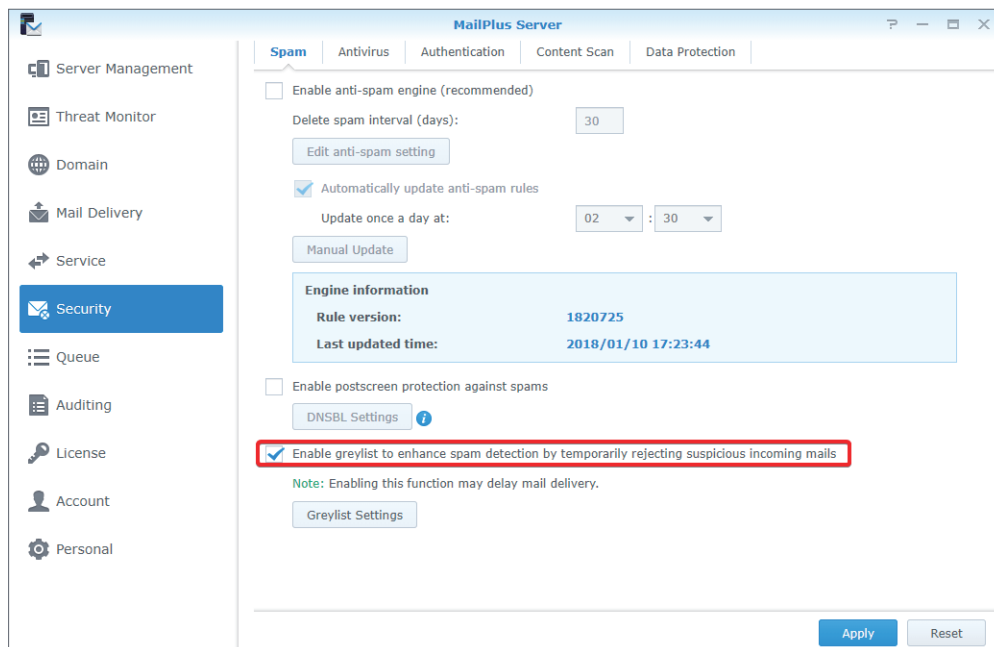 MailPlus Server
Server Management
Threat Monitor
Domain
Mail Delivery
Service
Security
Queue
Auditing
License
Account
Personal
Spam Antivirus Authentication Content Scan Data Protection
Enable anti-spam engine (recommended)
Delete spam interval (days): 30
Edit anti-spam setting
Automatically update anti-spam rules
Update once a day at: 02 : 30
Manual Update
Engine information
Rule version: 1820725
Last updated time: 2018/01/10 17:23:44
Enable postscreen protection against spams
DNSBL Settings i
Enable greylist to enhance spam detection by temporarily rejecting suspicious incoming mails
Note: Enabling this function may delay mail delivery.
Greylist Settings
Apply Reset